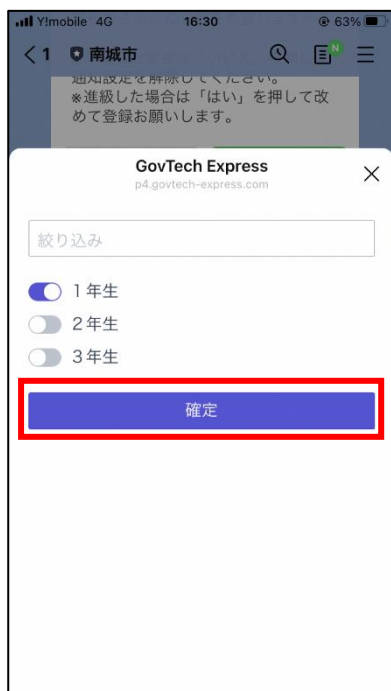 Y!mobile 4G 16:30 63%
1 南城市 N
通知設定を解除してください。
※進級した場合は「はい」を押して改
めて登録お願いします。
GovTech Express
p4.govtech-express.com
絞り込み
1年生
2年生
3年生
確定